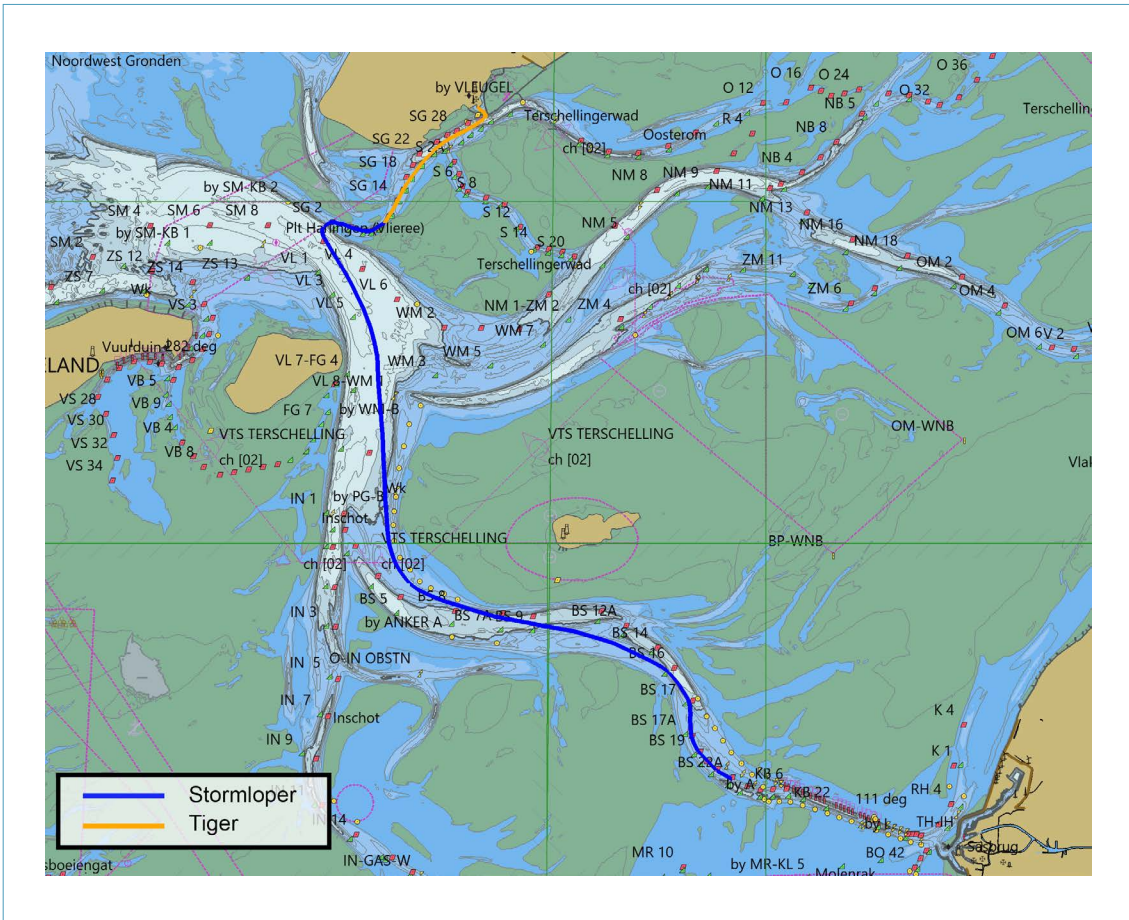 Noordwest Gronden
O 36
O 16
O 24
by VLEUGEL
O 12
O 32
NB 5
SG 28
Terschellingerwad
R 4
NB 8
SG 22
Oosterom
ch [02]
SG 18
S 6
NB 4
SG 14
S 8
NM 8
NM 9
NM 11
by SM-KB 2
SM 4
SM 6
SM 8
SG 2
S 12
NM 5
NM 13
by SM-KB 1
Plt Harlingen (Vlieree)
S 14
NM 16
SM 2
S 20
NM 18
ZS 12
ZS 14
ZS 13
VL 1
VL 4
Terschellingerwad
ZM 11
OM 2
ZS 7
VL 3
VL 6
ch [02]
Wk
VL 5
ZM 6
OM 4
VS 3
WM 2
NM 1-ZM 2
ZM 4
WM 7
OM 6
V 2
Vuurduin 282 deg
WM 5
VL 7-FG 4
WM 3
VB 5
VL 8-WM 1
VS 28
VB 9
FG 7
by WM-B
VS 30
VB 4
VTS TERSCHELLING
VTS TERSCHELLING
OM-WNB
VS 32
VB 8
ch [02]
ch [02]
VS 34
IN 1
by PG-B
Wk
Inschot
VTS TERSCHELLING
BP-WNB
ch [02]
ch [02]
BS 5
BS 8
IN 3
by ANKER A
BS 7A
BS 9
BS 12A
BS 14
IN 5
O-IN OBSTN
BS 16
IN 7
BS 17
Inschot
BS 17A
K 4
IN 9
BS 19
K 1
BS 22A
KB 6
by A
KB 22
111 deg
RH 4
Stormloper
Tiger
IN 14
by L
TH-IH
IN-GAS-W
MR 10
by MR-KL 5
BO 42
Molenrak